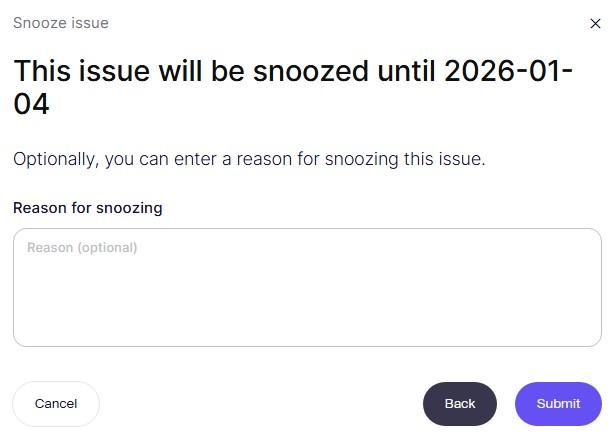 Snooze issue
This issue will be snoozed until 2026-01-
04
Optionally, you can enter a reason for snoozing this issue.
Reason for snoozing
Reason (optional)
Cancel
Back
Submit